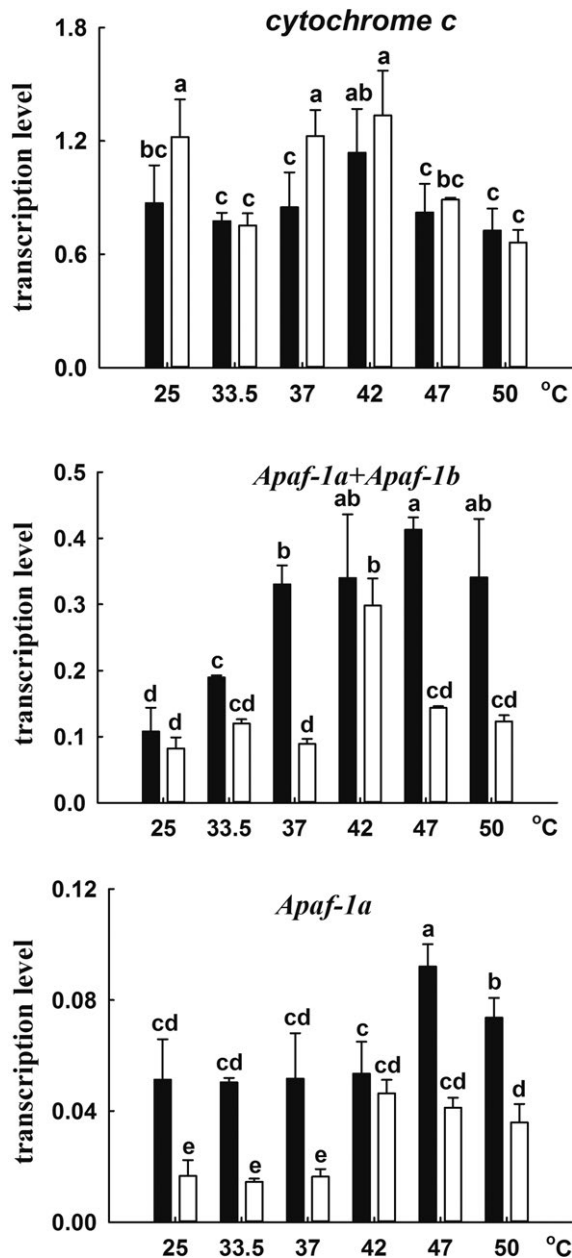 cytochrome c
transcription level
1.8
1.2
0.6
0.0
bc a c c c a ab a c bc c c
25 33.5 37 42 47 50 °C
Apaf-1a+Apaf-1b
transcription level
0.5
0.4
0.3
0.2
0.1
0.0
d d c cd b d ab b a cd ab cd
25 33.5 37 42 47 50 °C
Apaf-1a
transcription level
0.12
0.08
0.04
0.00
cd e cd e cd e c cd a cd b d
25 33.5 37 42 47 50 °C